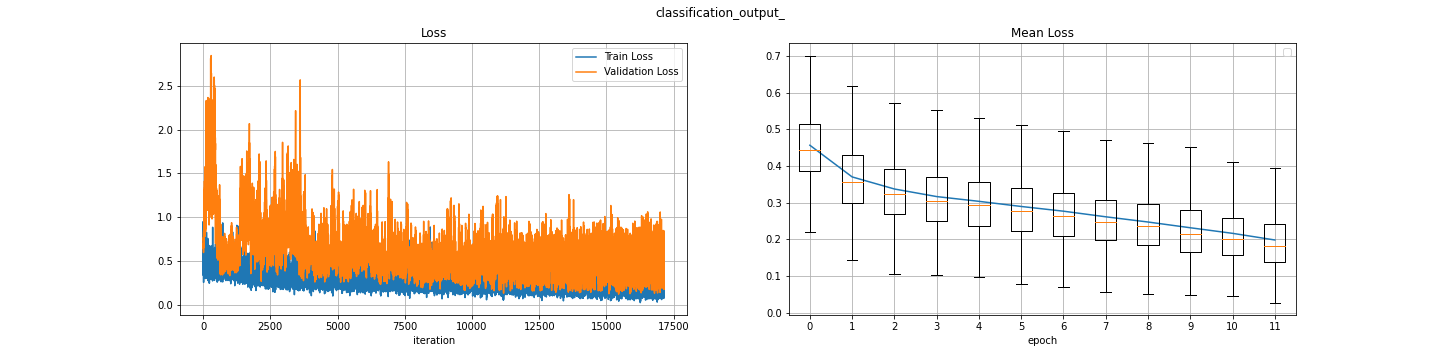 classification_output_
Loss
Train Loss
Validation Loss
2.5
2.0
1.5
1.0
0.5
0.0
0 2500 5000 7500 10000 12500 15000 17500
iteration
Mean Loss
0.7
0.6
0.5
0.4
0.3
0.2
0.1
0.0
0 1 2 3 4 5 6 7 8 9 10 11
epoch